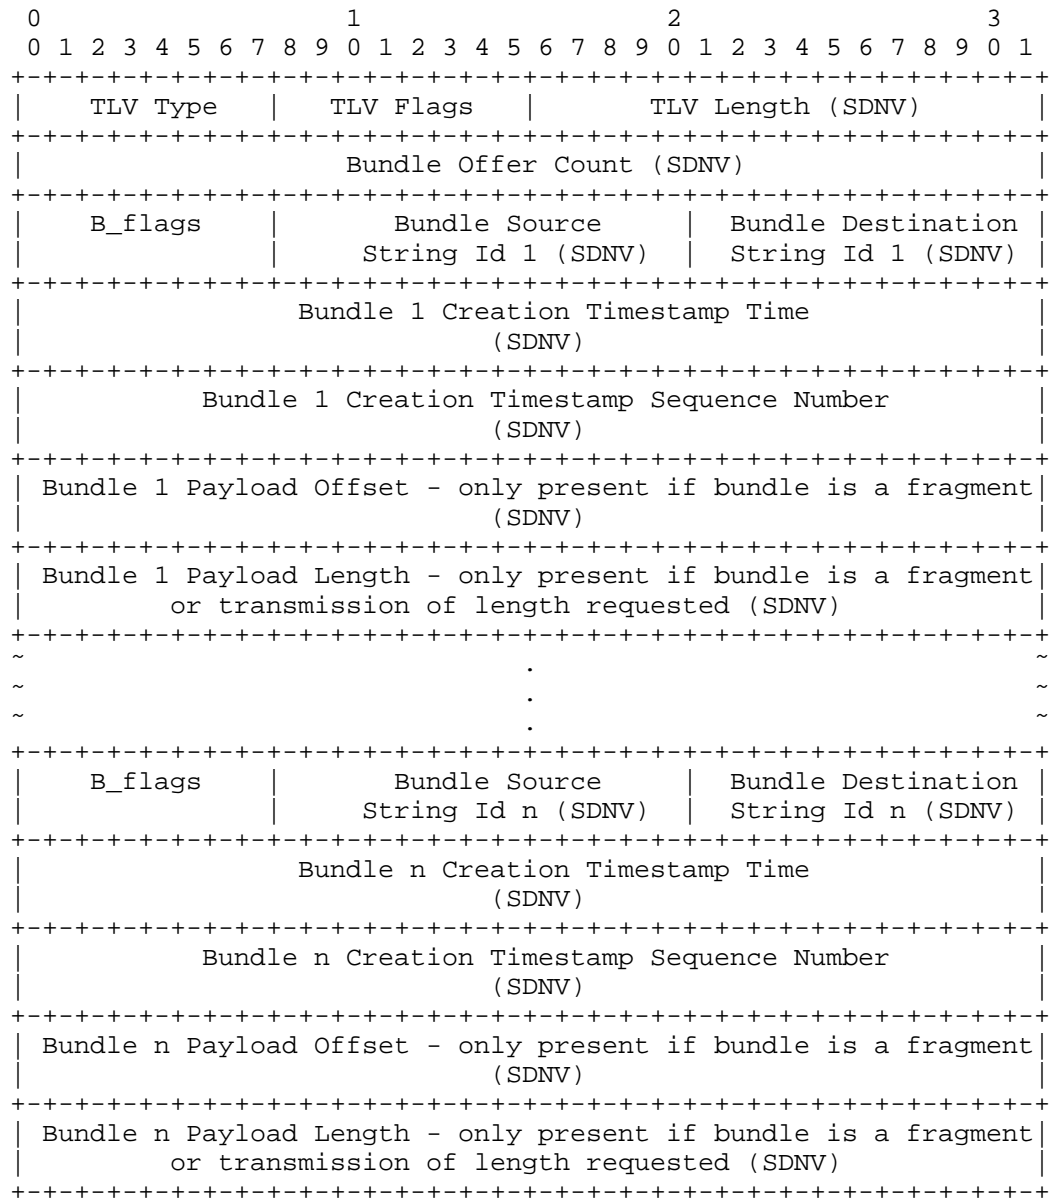 0                   1                   2                   3
 0 1 2 3 4 5 6 7 8 9 0 1 2 3 4 5 6 7 8 9 0 1 2 3 4 5 6 7 8 9 0 1
+-+-+-+-+-+-+-+-+-+-+-+-+-+-+-+-+-+-+-+-+-+-+-+-+-+-+-+-+-+-+-+-+
|    TLV Type   |   TLV Flags   |       TLV Length (SDNV)       |
+-+-+-+-+-+-+-+-+-+-+-+-+-+-+-+-+-+-+-+-+-+-+-+-+-+-+-+-+-+-+-+-+
|                    Bundle Offer Count (SDNV)                  |
+-+-+-+-+-+-+-+-+-+-+-+-+-+-+-+-+-+-+-+-+-+-+-+-+-+-+-+-+-+-+-+-+
|    B_flags    |       Bundle Source     |  Bundle Destination |
|               |     String Id 1 (SDNV)  |  String Id 1 (SDNV) |
+-+-+-+-+-+-+-+-+-+-+-+-+-+-+-+-+-+-+-+-+-+-+-+-+-+-+-+-+-+-+-+-+
|                 Bundle 1 Creation Timestamp Time              |
|                             (SDNV)                            |
+-+-+-+-+-+-+-+-+-+-+-+-+-+-+-+-+-+-+-+-+-+-+-+-+-+-+-+-+-+-+-+-+
|           Bundle 1 Creation Timestamp Sequence Number         |
|                             (SDNV)                            |
+-+-+-+-+-+-+-+-+-+-+-+-+-+-+-+-+-+-+-+-+-+-+-+-+-+-+-+-+-+-+-+-+
| Bundle 1 Payload Offset - only present if bundle is a fragment|
|                             (SDNV)                            |
+-+-+-+-+-+-+-+-+-+-+-+-+-+-+-+-+-+-+-+-+-+-+-+-+-+-+-+-+-+-+-+-+
| Bundle 1 Payload Length - only present if bundle is a fragment|
|         or transmission of length requested (SDNV)            |
+-+-+-+-+-+-+-+-+-+-+-+-+-+-+-+-+-+-+-+-+-+-+-+-+-+-+-+-+-+-+-+-+
~                               .                               ~
~                               .                               ~
~                               .                               ~
+-+-+-+-+-+-+-+-+-+-+-+-+-+-+-+-+-+-+-+-+-+-+-+-+-+-+-+-+-+-+-+-+
|    B_flags    |       Bundle Source     |  Bundle Destination |
|               |     String Id n (SDNV)  |  String Id n (SDNV) |
+-+-+-+-+-+-+-+-+-+-+-+-+-+-+-+-+-+-+-+-+-+-+-+-+-+-+-+-+-+-+-+-+
|                 Bundle n Creation Timestamp Time              |
|                             (SDNV)                            |
+-+-+-+-+-+-+-+-+-+-+-+-+-+-+-+-+-+-+-+-+-+-+-+-+-+-+-+-+-+-+-+-+
|           Bundle n Creation Timestamp Sequence Number         |
|                             (SDNV)                            |
+-+-+-+-+-+-+-+-+-+-+-+-+-+-+-+-+-+-+-+-+-+-+-+-+-+-+-+-+-+-+-+-+
| Bundle n Payload Offset - only present if bundle is a fragment|
|                             (SDNV)                            |
+-+-+-+-+-+-+-+-+-+-+-+-+-+-+-+-+-+-+-+-+-+-+-+-+-+-+-+-+-+-+-+-+
| Bundle n Payload Length - only present if bundle is a fragment|
|         or transmission of length requested (SDNV)            |
+-+-+-+-+-+-+-+-+-+-+-+-+-+-+-+-+-+-+-+-+-+-+-+-+-+-+-+-+-+-+-+-+